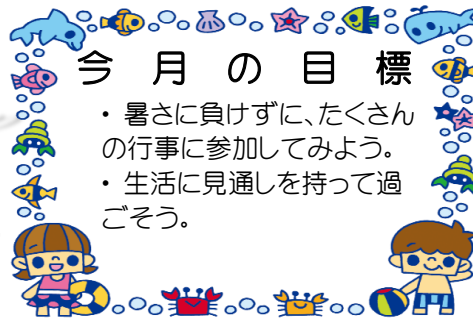 今月の目標
・ 暑さに負けずに、たくさん
の行事に参加してみよう。
・ 生活に見通しを持って過
ごそう。